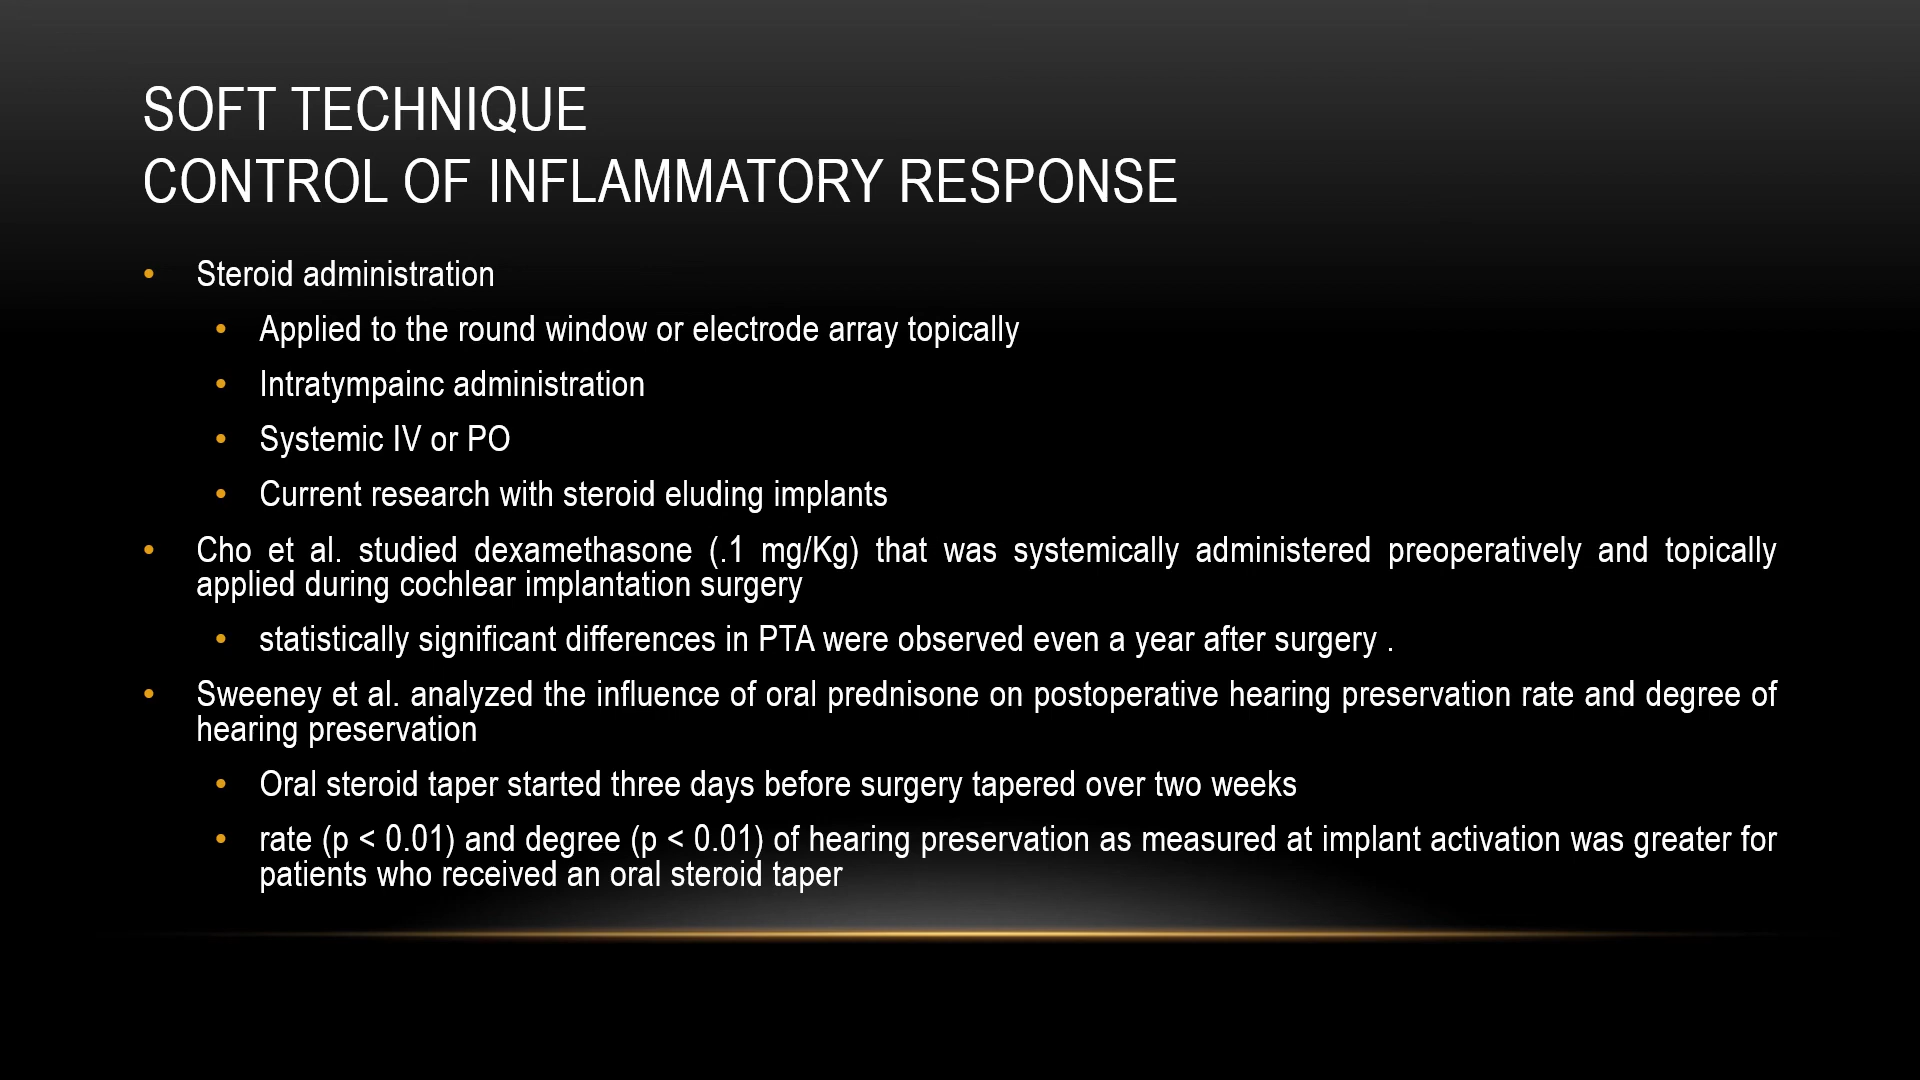 SOFT TECHNIQUE
CONTROL OF INFLAMMATORY RESPONSE
• Steroid administration
• Applied to the round window or electrode array topically
• Intratympainc administration
• Systemic IV or PO
• Current research with steroid eluding implants
• Cho et al. studied dexamethasone (.1 mg/Kg) that was systemically administered preoperatively and topically
applied during cochlear implantation surgery
• statistically significant differences in PTA were observed even a year after surgery .
• Sweeney et al. analyzed the influence of oral prednisone on postoperative hearing preservation rate and degree of
hearing preservation
• Oral steroid taper started three days before surgery tapered over two weeks
• rate (p < 0.01) and degree (p < 0.01) of hearing preservation as measured at implant activation was greater for
patients who received an oral steroid taper